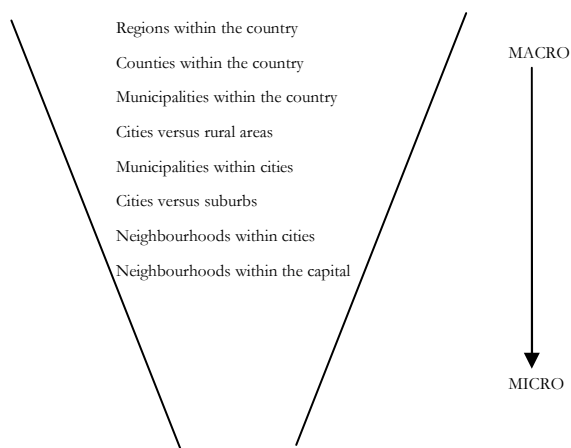 Regions within the country
Counties within the country
MACRO
Municipalities within the country
Cities versus rural areas
Municipalities within cities
Cities versus suburbs
Neighbourhoods within cities
Neighbourhoods within the capital
MICRO